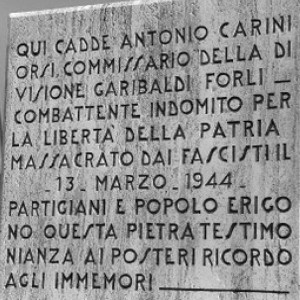 QUI CADDE ANTONIO CARINI
ORSI, COMMISSARIO DELLA DI
VISIONE GARIBALDI FORLI —
COMBATTENTE INDOMITO PER
LA LIBERTA DELLA PATRIA
MASSACRATO DAI FASCISTI IL
- 13 - MARZO - 1944 -
PARTIGIANI E POPOLO ERIGO
NO QUESTA PIETRA TESTIMO
NIANZA AI POSTERI RICORDO
AGLI IMMEMORI —